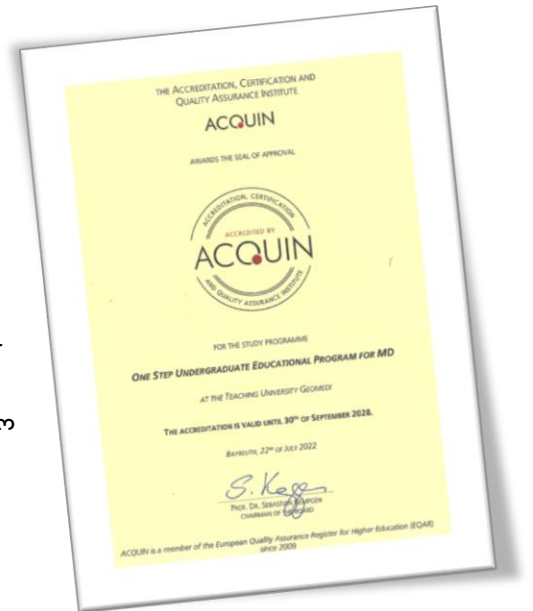 THE ACCREDITATION, CERTIFICATION AND
QUALITY ASSURANCE INSTITUTE
ACQUIN
AWARDS THE SEAL OF APPROVAL
ACCREDITATION, CERTIFICATION
ACCREDITED BY
ACQUIN
AND QUALITY ASSURANCE INSTITUTE
FOR THE STUDY PROGRAMME
ONE STEP UNDERGRADUATE EDUCATIONAL PROGRAM FOR MD
AT THE TEACHING UNIVERSITY GEOMEDI
THE ACCREDITATION IS VALID UNTIL 30TH OF SEPTEMBER 2028.
BAYREUTH, 22ND OF JULY 2022
PROF. DR. SEBASTIAN KEMPGEN
CHAIRMAN OF THE BOARD
ACQUIN is a member of the European Quality Assurance Register for Higher Education (EQAR)
since 2009